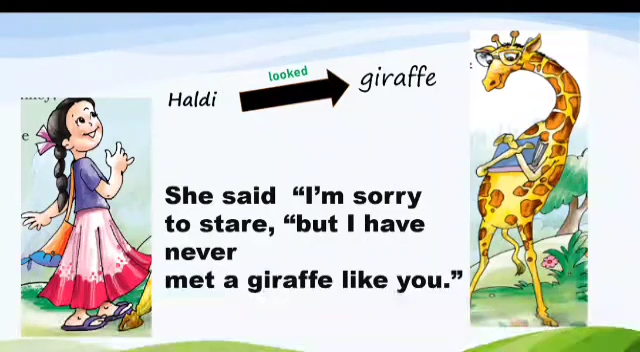 looked
Haldi
giraffe
She said “I’m sorry
to stare, “but I have
never
met a giraffe like you.”